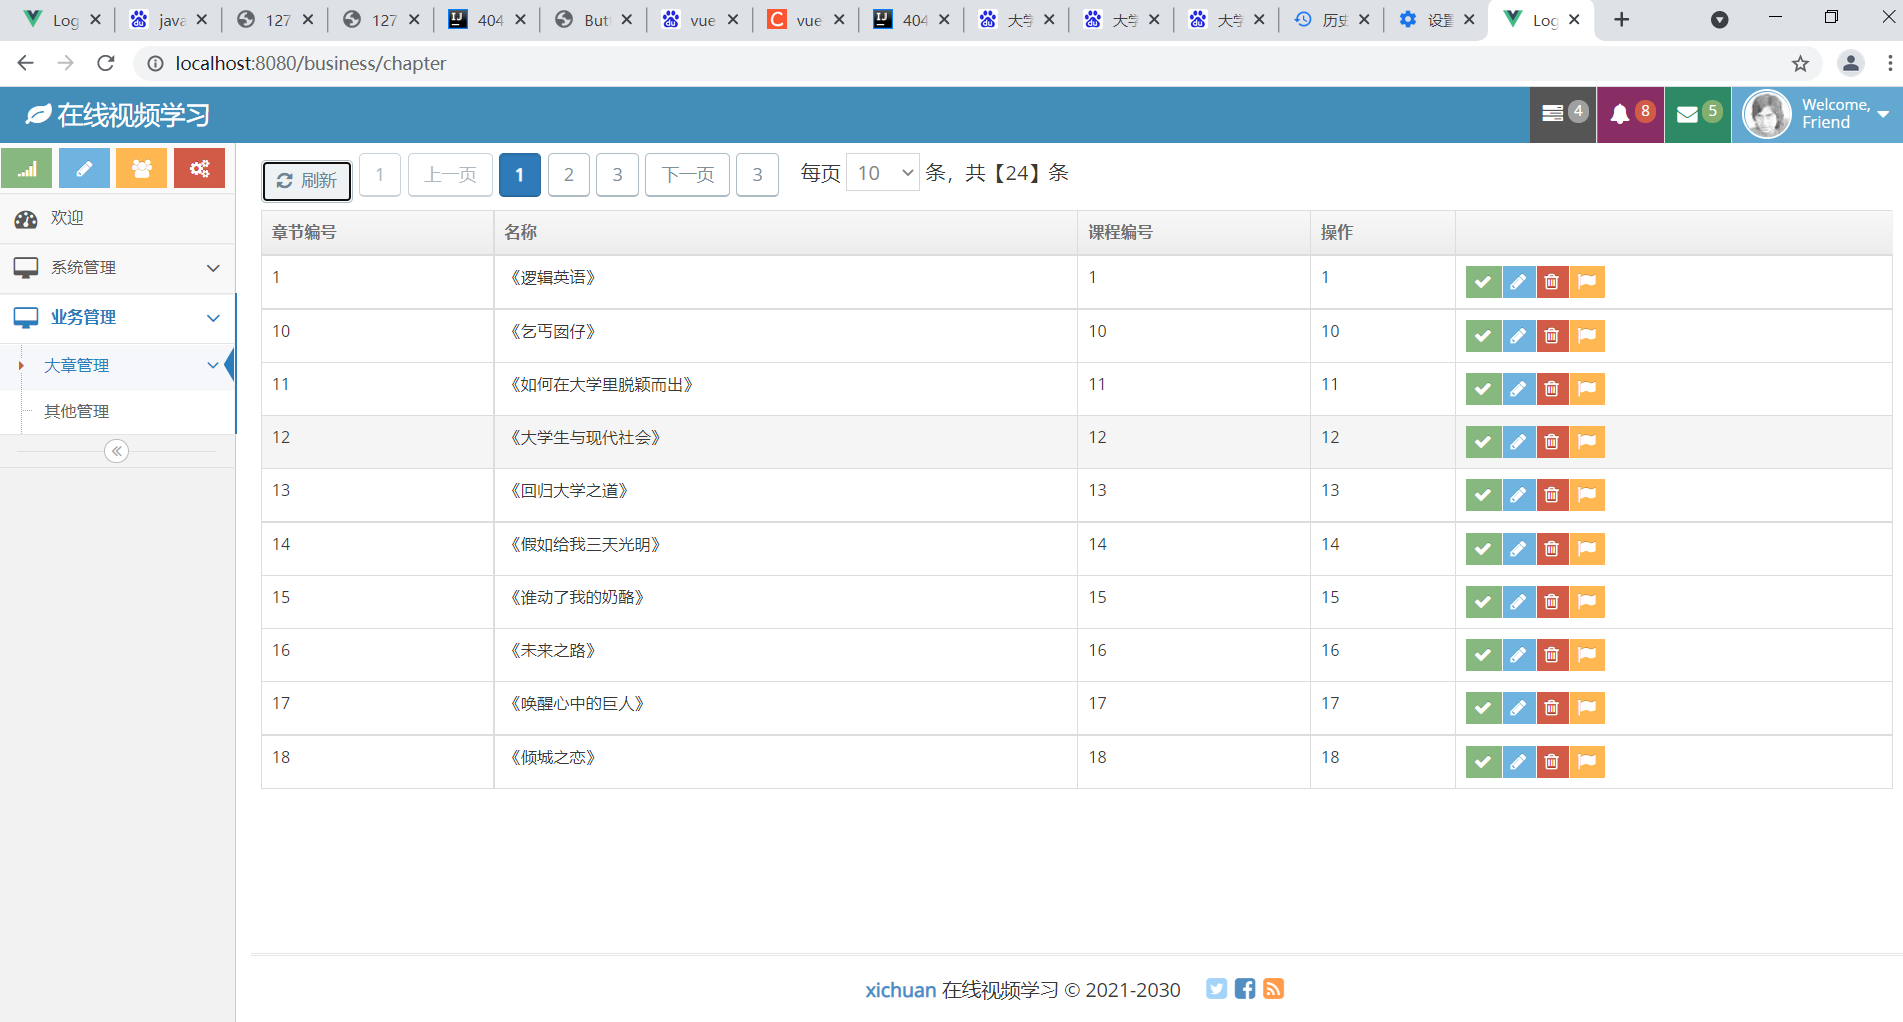 Log
java
127
127
404
But
vue
vue
404
大学
大学
大学
历史
设置
Log
localhost:8080/business/chapter
在线视频学习
4
8
5
Welcome,
Friend
欢迎
系统管理
业务管理
大章管理
其他管理
刷新 1 上一页 1 2 3 下一页 3 每页 10 条，共【24】条
章节编号 名称 课程编号 操作
1 《逻辑英语》 1 1
10 《乞丐囡仔》 10 10
11 《如何在大学里脱颖而出》 11 11
12 《大学生与现代社会》 12 12
13 《回归大学之道》 13 13
14 《假如给我三天光明》 14 14
15 《谁动了我的奶酪》 15 15
16 《未来之路》 16 16
17 《唤醒心中的巨人》 17 17
18 《倾城之恋》 18 18
xichuan 在线视频学习 © 2021-2030